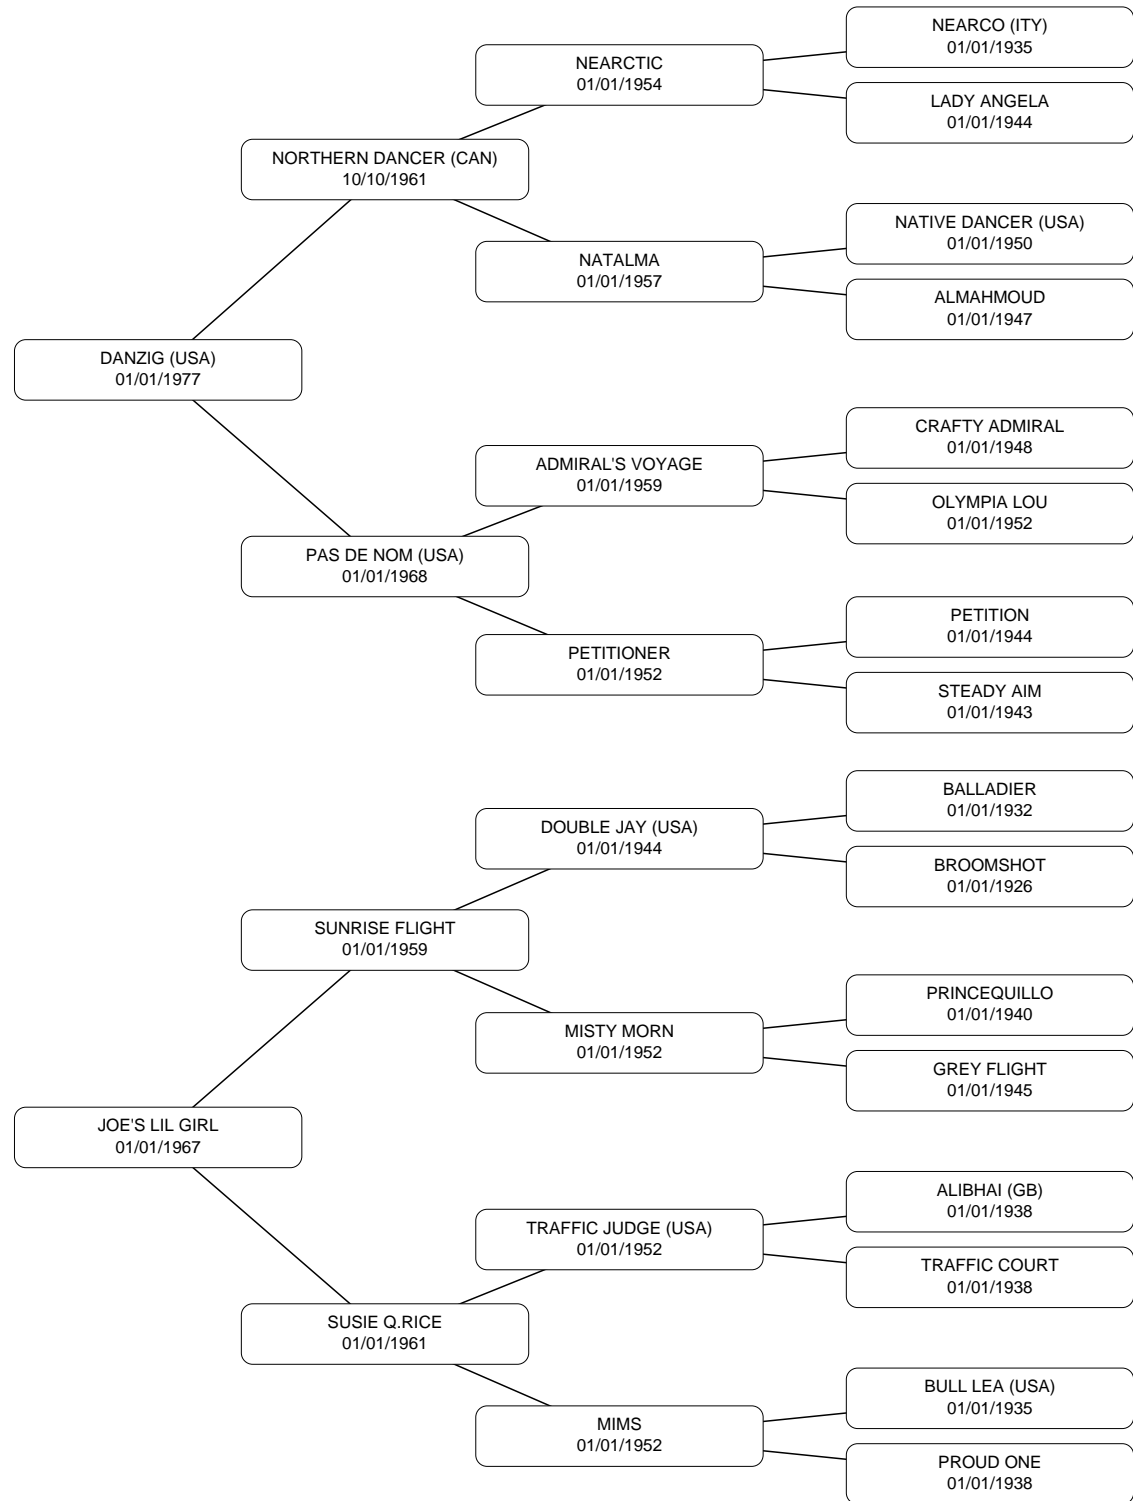 NEARCO (ITY)
01/01/1935
NEARCTIC
01/01/1954
LADY ANGELA
01/01/1944
NORTHERN DANCER (CAN)
10/10/1961
NATIVE DANCER (USA)
01/01/1950
NATALMA
01/01/1957
ALMAHMOUD
01/01/1947
DANZIG (USA)
01/01/1977
CRAFTY ADMIRAL
01/01/1948
ADMIRAL'S VOYAGE
01/01/1959
OLYMPIA LOU
01/01/1952
PAS DE NOM (USA)
01/01/1968
PETITION
01/01/1944
PETITIONER
01/01/1952
STEADY AIM
01/01/1943
BALLADIER
01/01/1932
DOUBLE JAY (USA)
01/01/1944
BROOMSHOT
01/01/1926
SUNRISE FLIGHT
01/01/1959
PRINCEQUILLO
01/01/1940
MISTY MORN
01/01/1952
GREY FLIGHT
01/01/1945
JOE'S LIL GIRL
01/01/1967
ALIBHAI (GB)
01/01/1938
TRAFFIC JUDGE (USA)
01/01/1952
TRAFFIC COURT
01/01/1938
SUSIE Q.RICE
01/01/1961
BULL LEA (USA)
01/01/1935
MIMS
01/01/1952
PROUD ONE
01/01/1938